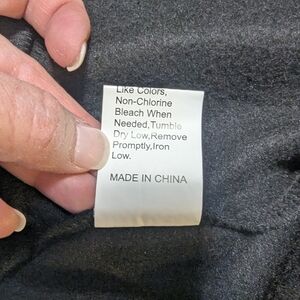 Like Colors,
Non-Chlorine
Bleach When
Needed,Tumble
Dry Low,Remove
Promptly,Iron
Low.
MADE IN CHINA